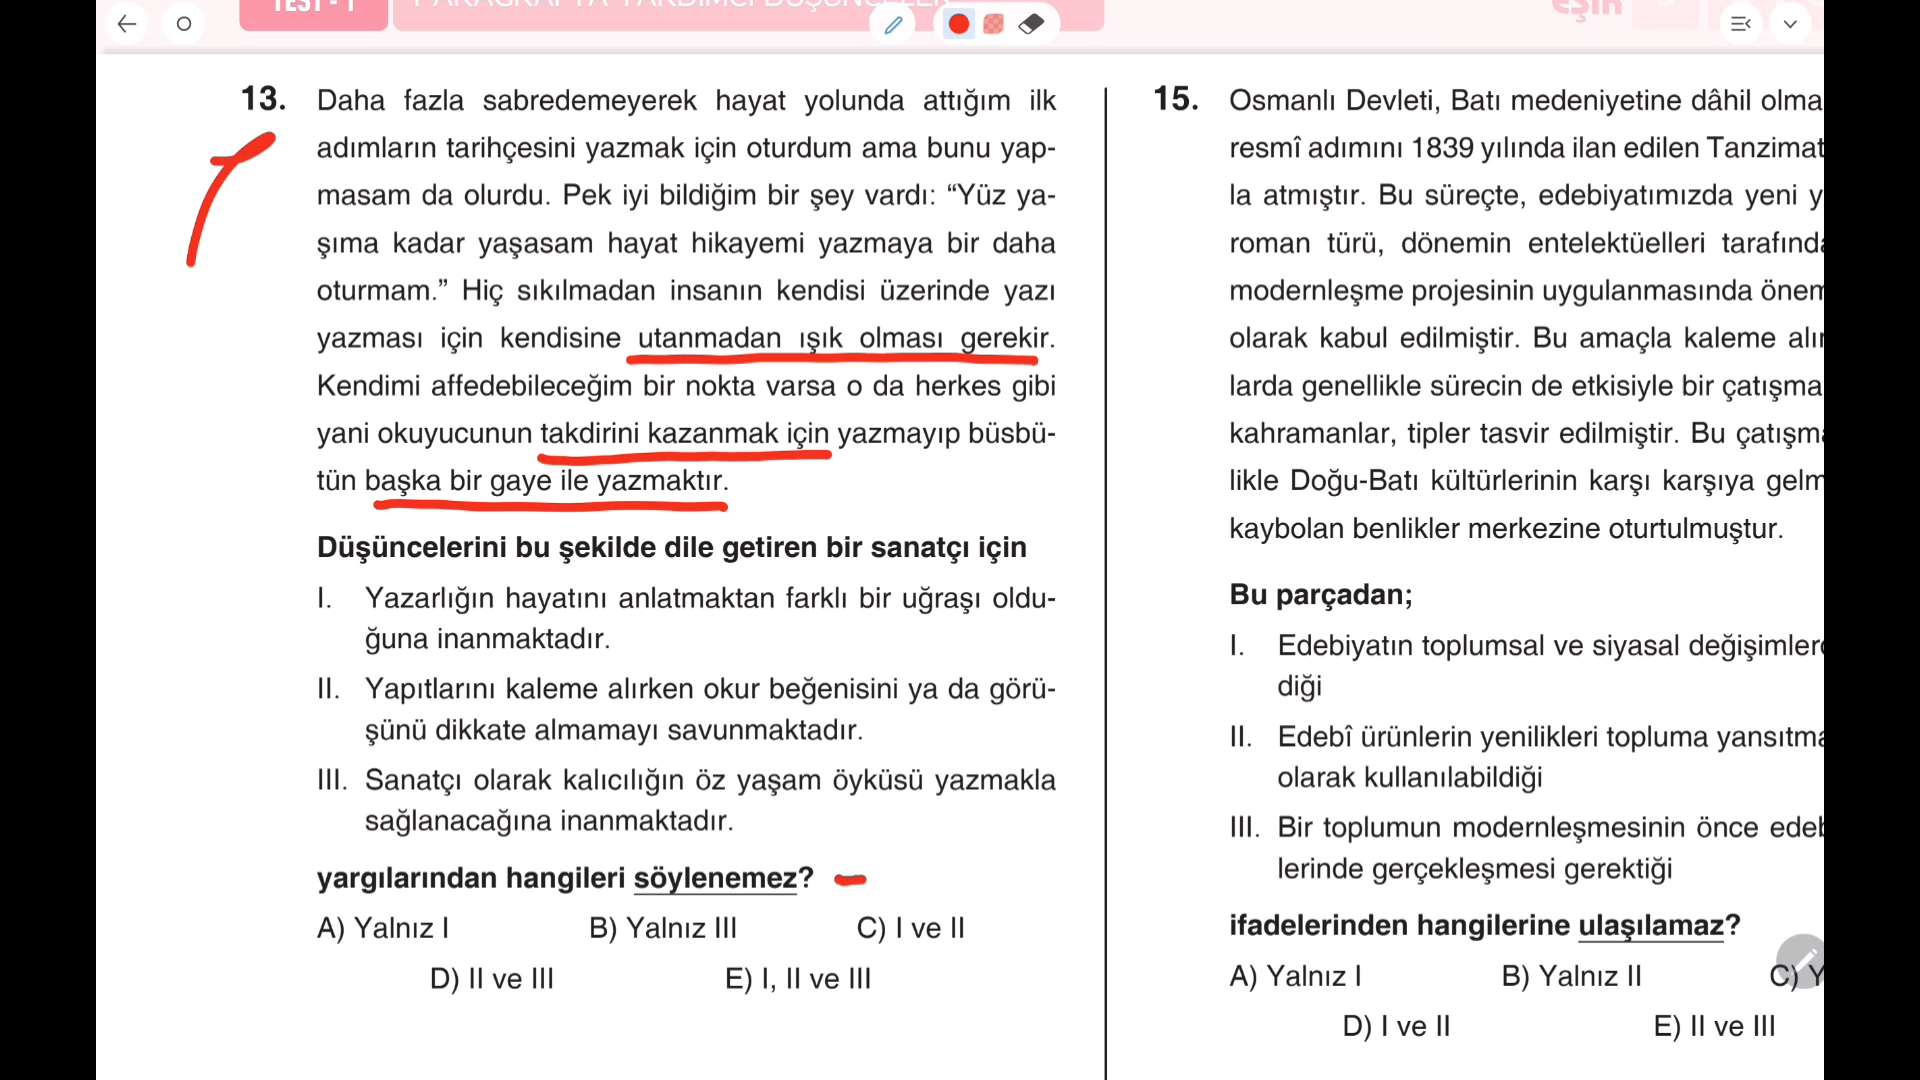 13. Daha fazla sabredemeyerek hayat yolunda attığım ilk
adımların tarihçesini yazmak için oturdum ama bunu yap-
masam da olurdu. Pek iyi bildiğim bir şey vardı: “Yüz ya-
şıma kadar yaşasam hayat hikayemi yazmaya bir daha
oturmam.” Hiç sıkılmadan insanın kendisi üzerinde yazı
yazması için kendisine utanmadan ışık olması gerekir.
Kendimi affedebileceğim bir nokta varsa o da herkes gibi
yani okuyucunun takdirini kazanmak için yazmayıp büsbü-
tün başka bir gaye ile yazmaktır.
Düşüncelerini bu şekilde dile getiren bir sanatçı için
I. Yazarlığın hayatını anlatmaktan farklı bir uğraşı oldu-
ğuna inanmaktadır.
II. Yapıtlarını kaleme alırken okur beğenisini ya da görü-
şünü dikkate almamayı savunmaktadır.
III. Sanatçı olarak kalıcılığın öz yaşam öyküsü yazmakla
sağlanacağına inanmaktadır.
yargılarından hangileri söylenemez?
A) Yalnız I B) Yalnız III C) I ve II
D) II ve III E) I, II ve III
15. Osmanlı Devleti, Batı medeniyetine dâhil olma
resmî adımını 1839 yılında ilan edilen Tanzimat
la atmıştır. Bu süreçte, edebiyatımızda yeni y
roman türü, dönemin entelektüelleri tarafında
modernleşme projesinin uygulanmasında önem
olarak kabul edilmiştir. Bu amaçla kaleme alın
larda genellikle sürecin de etkisiyle bir çatışma
kahramanlar, tipler tasvir edilmiştir. Bu çatışma
likle Doğu-Batı kültürlerinin karşı karşıya gelm
kaybolan benlikler merkezine oturtulmuştur.
Bu parçadan;
I. Edebiyatın toplumsal ve siyasal değişimler
diği
II. Edebî ürünlerin yenilikleri topluma yansıtma
olarak kullanılabildiği
III. Bir toplumun modernleşmesinin önce edeb
lerinde gerçekleşmesi gerektiği
ifadelerinden hangilerine ulaşılamaz?
A) Yalnız I B) Yalnız II C) Y
D) I ve II E) II ve III